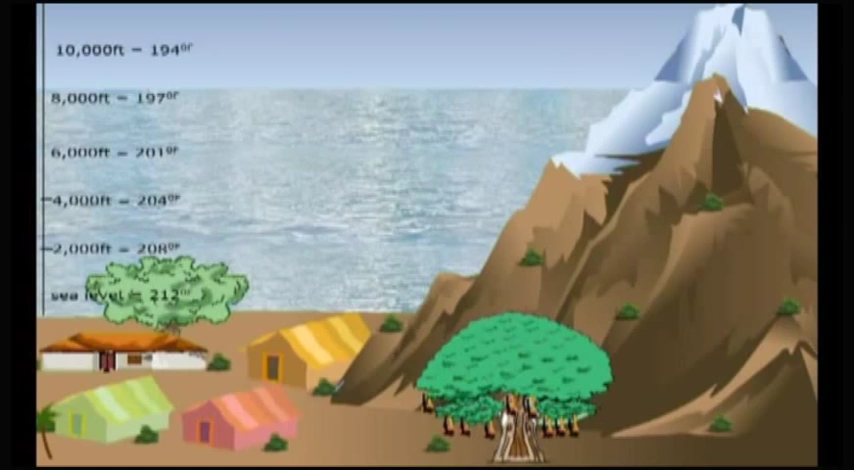 10,000ft - 194°F
8,000ft - 197°F
6,000ft - 201°F
4,000ft - 204°F
2,000ft - 208°F
sea level - 212°F